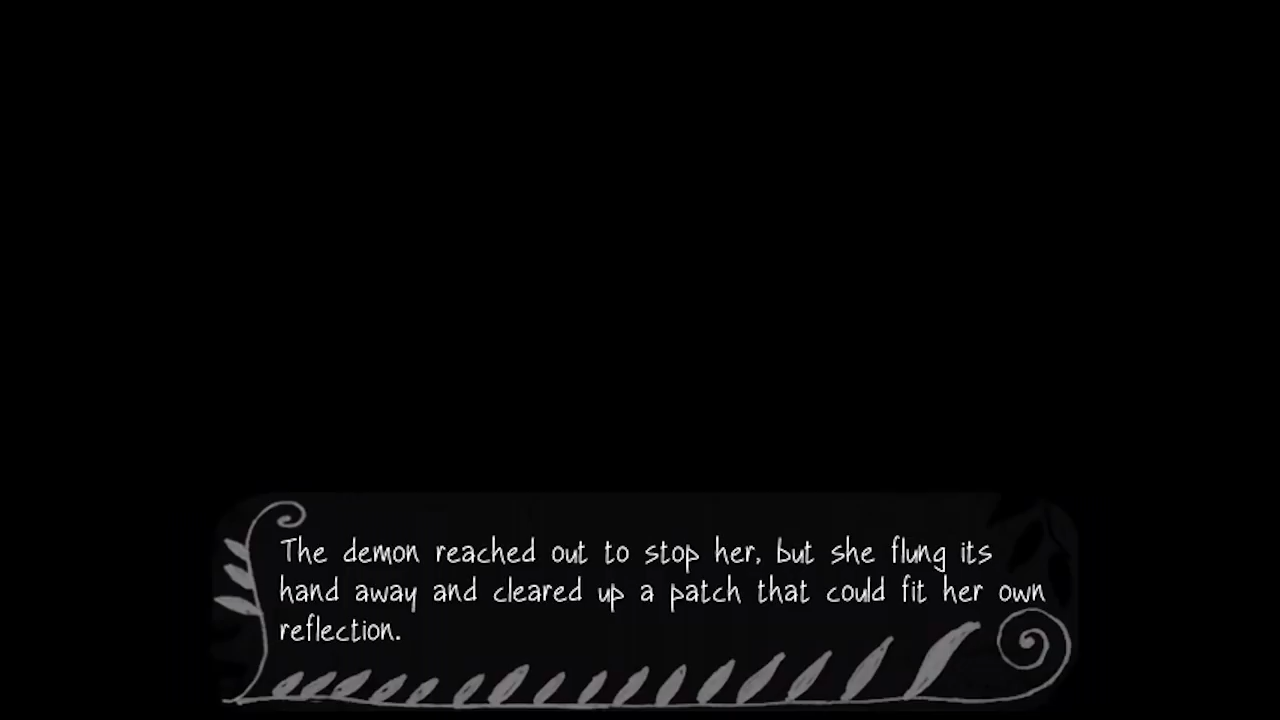 The demon reached out to stop her, but she flung its
hand away and cleared up a patch that could fit her own
reflection.